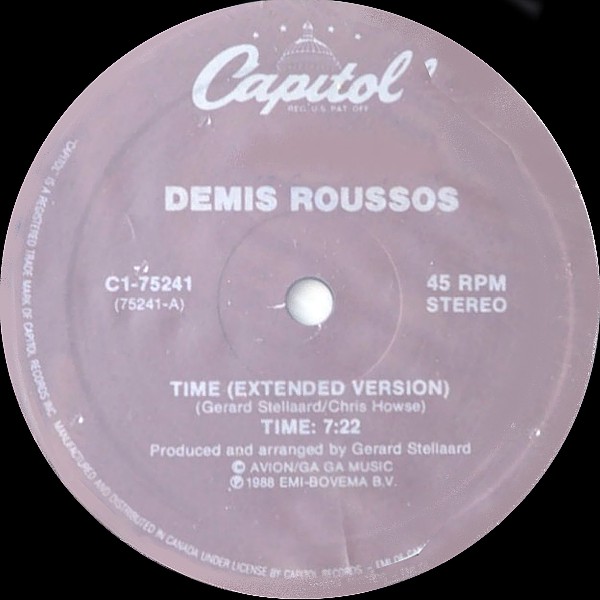 Capitol
REG. U.S. PAT. OFF.
DEMIS ROUSSOS
C1-75241
(75241-A)
45 RPM
STEREO
TIME (EXTENDED VERSION)
(Gerard Stellaard/Chris Howse)
TIME: 7:22
Produced and arranged by Gerard Stellaard
© AVION/GA GA MUSIC
℗ 1988 EMI-BOVEMA B.V.
"CAPITOL" IS A REGISTERED TRADE MARK OF CAPITOL RECORDS INC. MANUFACTURED AND DISTRIBUTED IN CANADA UNDER LICENSE BY CAPITOL RECORDS - EMI OF